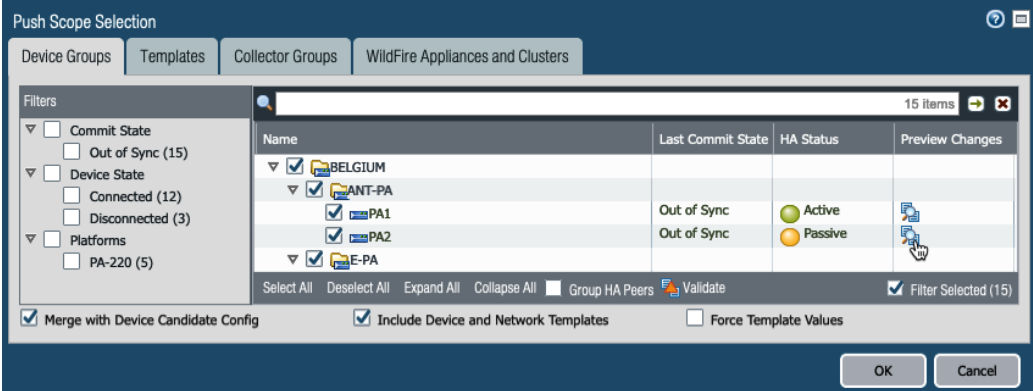 Push Scope Selection
Device Groups
Templates
Collector Groups
WildFire Appliances and Clusters
Filters
Commit State
Out of Sync (15)
Device State
Connected (12)
Disconnected (3)
Platforms
PA-220 (5)
15 items
Name
Last Commit State
HA Status
Preview Changes
BELGIUM
ANT-PA
PA1
Out of Sync
Active
PA2
Out of Sync
Passive
E-PA
Select All
Deselect All
Expand All
Collapse All
Group HA Peers
Validate
Filter Selected (15)
Merge with Device Candidate Config
Include Device and Network Templates
Force Template Values
OK
Cancel